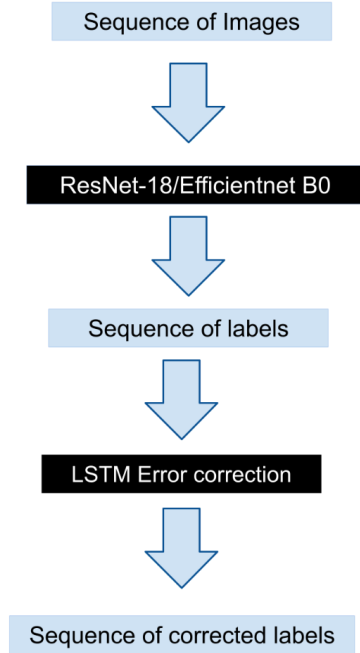 Sequence of Images
ResNet-18/Efficientnet B0
Sequence of labels
LSTM Error correction
Sequence of corrected labels